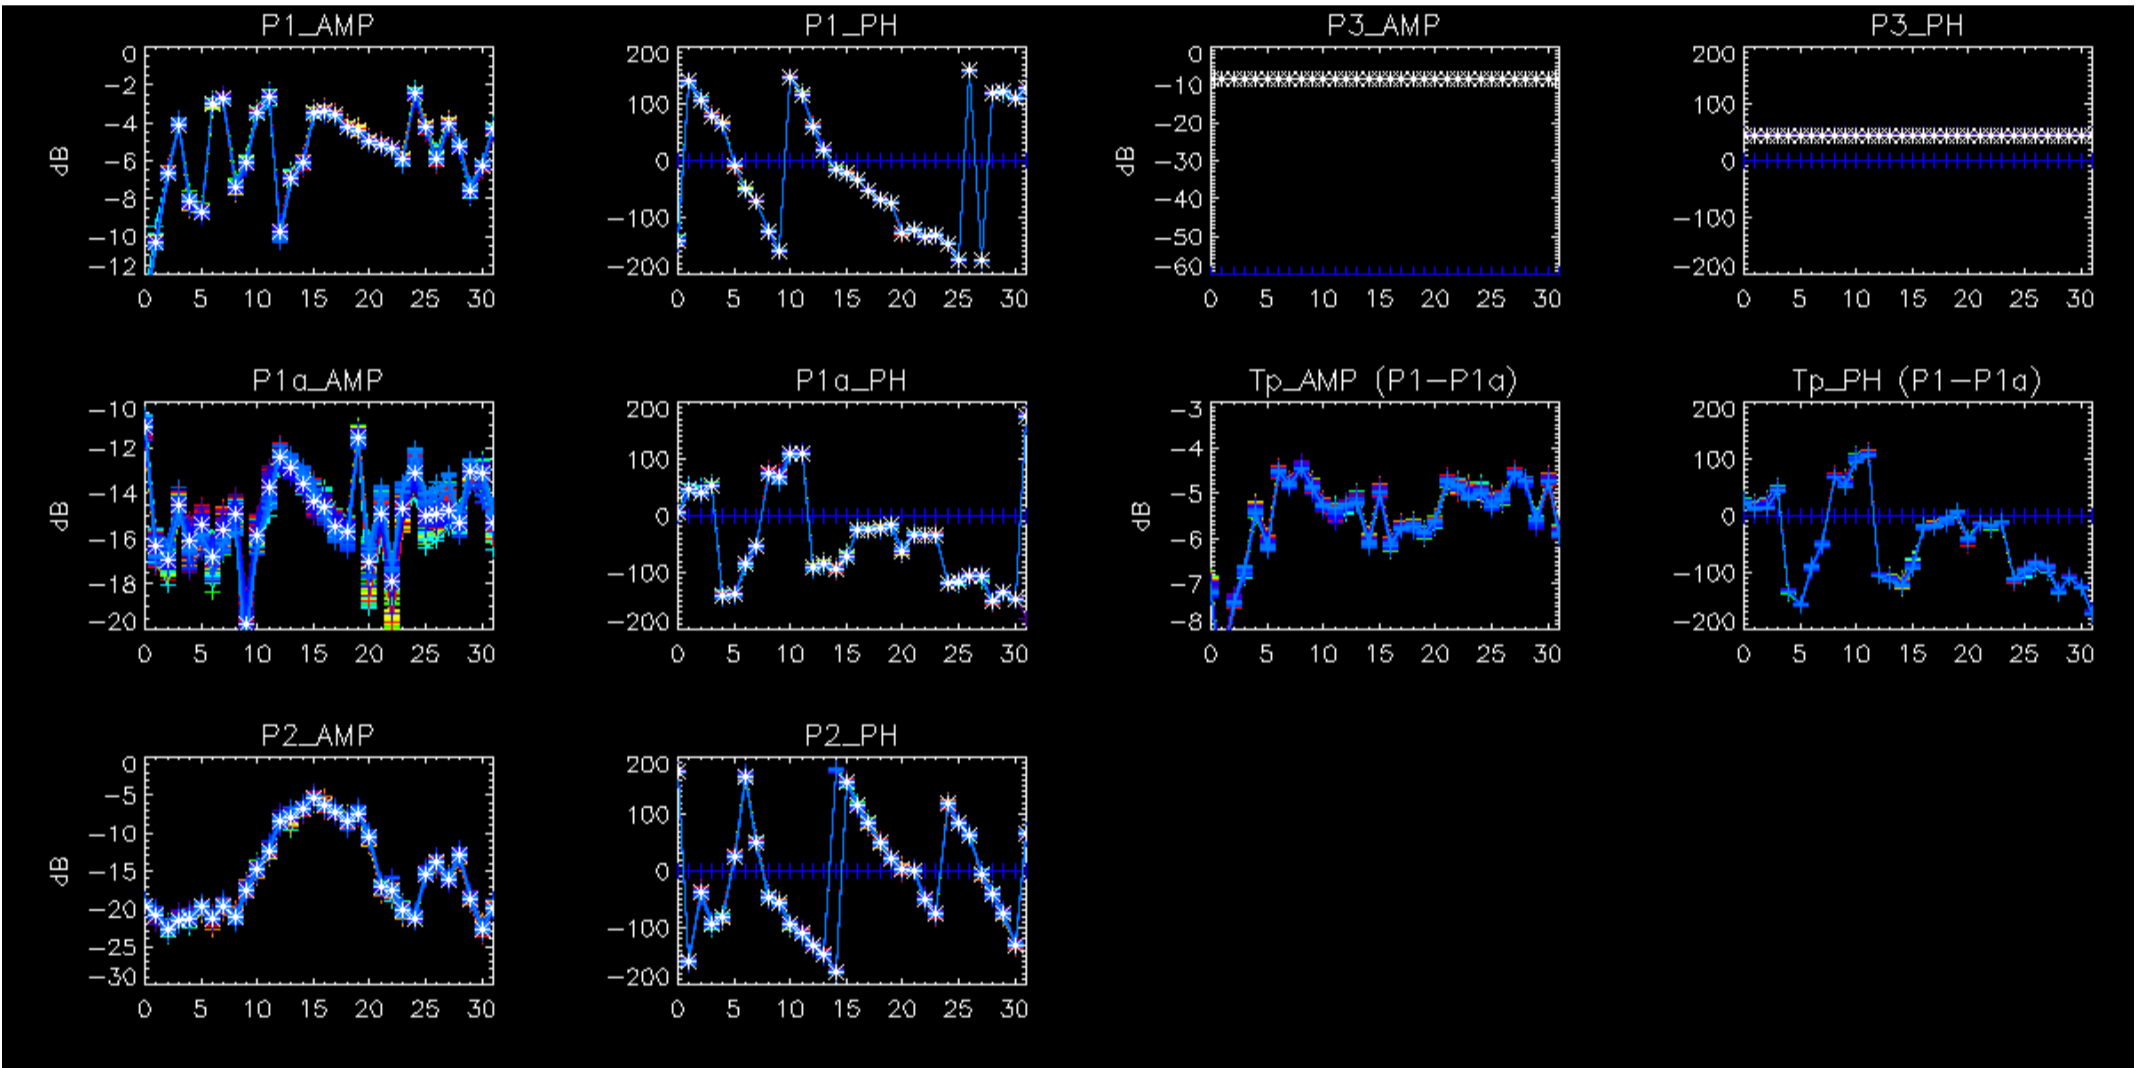 P1_AMP
P1_PH
P3_AMP
P3_PH
0
−2
−4
−6
−8
−10
−12
dB
0 5 10 15 20 25 30
200
100
0
−100
−200
0 5 10 15 20 25 30
0
−10
−20
−30
−40
−50
−60
dB
0 5 10 15 20 25 30
200
100
0
−100
−200
0 5 10 15 20 25 30
P1a_AMP
P1a_PH
Tp_AMP (P1−P1a)
Tp_PH (P1−P1a)
−10
−12
−14
−16
−18
−20
dB
0 5 10 15 20 25 30
200
100
0
−100
−200
0 5 10 15 20 25 30
−3
−4
−5
−6
−7
−8
dB
0 5 10 15 20 25 30
200
100
0
−100
−200
0 5 10 15 20 25 30
P2_AMP
P2_PH
0
−5
−10
−15
−20
−25
−30
dB
0 5 10 15 20 25 30
200
100
0
−100
−200
0 5 10 15 20 25 30